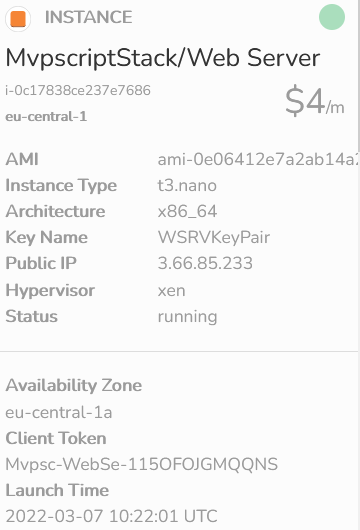 INSTANCE
MvpscriptStack/Web Server
i-0c17838ce237e7686
$4/m
eu-central-1
AMI ami-0e06412e7a2ab14a
Instance Type t3.nano
Architecture x86_64
Key Name WSRVKeyPair
Public IP 3.66.85.233
Hypervisor xen
Status running
Availability Zone
eu-central-1a
Client Token
Mvpsc-WebSe-115OFOJGMQQNS
Launch Time
2022-03-07 10:22:01 UTC